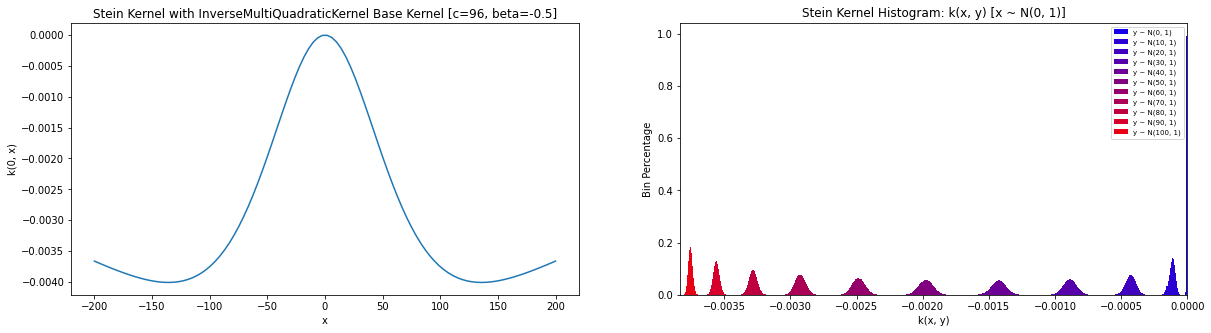 Stein Kernel with InverseMultiQuadraticKernel Base Kernel [c=96, beta=-0.5]
0.0000
−0.0005
−0.0010
−0.0015
−0.0020
−0.0025
−0.0030
−0.0035
−0.0040
k(0, x)
−200
−150
−100
−50
0
50
100
150
200
x
Stein Kernel Histogram: k(x, y) [x ~ N(0, 1)]
1.0
0.8
0.6
0.4
0.2
0.0
Bin Percentage
y ~ N(0, 1)
y ~ N(10, 1)
y ~ N(20, 1)
y ~ N(30, 1)
y ~ N(40, 1)
y ~ N(50, 1)
y ~ N(60, 1)
y ~ N(70, 1)
y ~ N(80, 1)
y ~ N(90, 1)
y ~ N(100, 1)
−0.0035
−0.0030
−0.0025
−0.0020
−0.0015
−0.0010
−0.0005
0.0000
k(x, y)